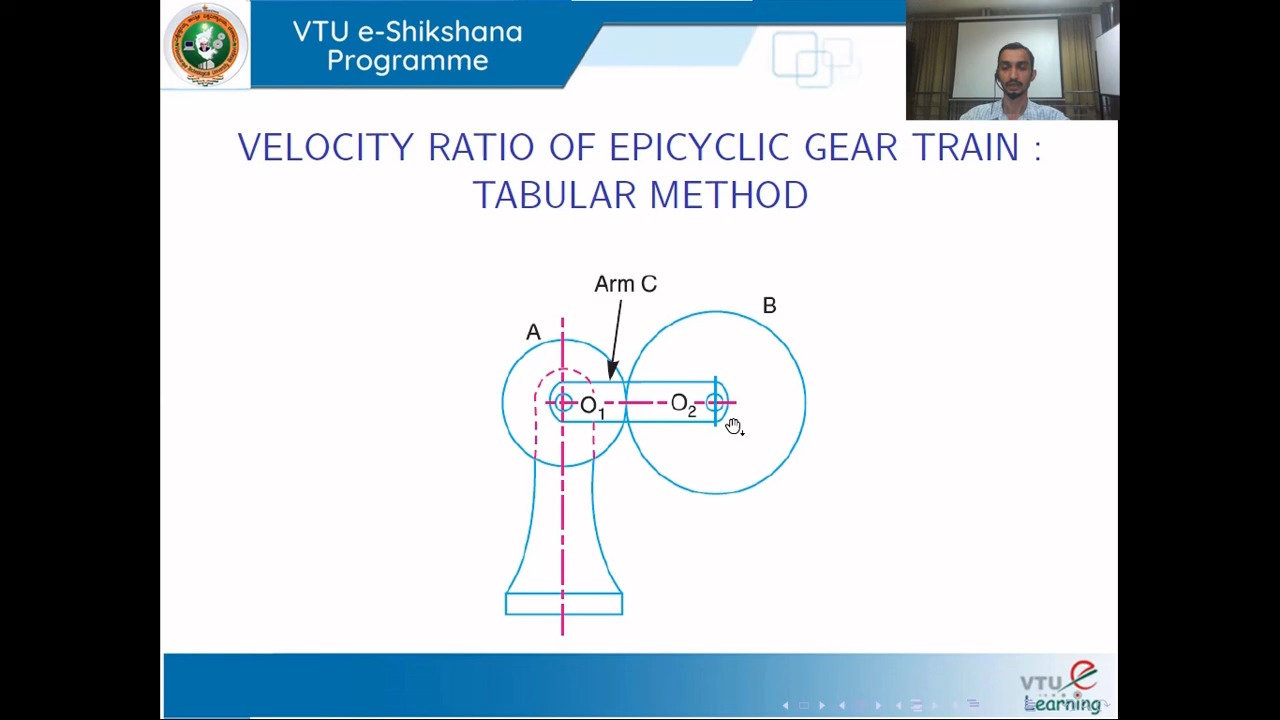 VTU e-Shikshana
Programme
VELOCITY RATIO OF EPICYCLIC GEAR TRAIN :
TABULAR METHOD
Arm C
A
B
O1
O2
VTU e
Learning